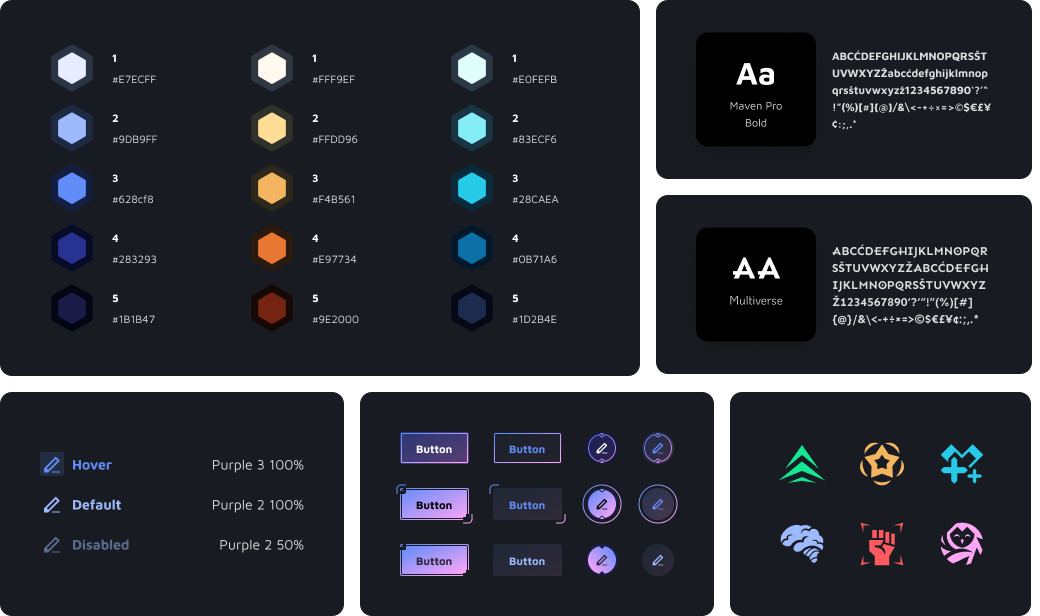 1
#E7ECFF
1
#FFF9EF
1
#E0FEFB
2
#9DB9FF
2
#FFDD96
2
#83ECF6
3
#628cf8
3
#F4B561
3
#28CAEA
4
#283293
4
#E97734
4
#0B71A6
5
#1B1B47
5
#9E2000
5
#1D2B4E
Aa
Maven Pro
Bold
ABCĆDEFGHIJKLMNOPQRSŠT
UVWXYZŽabcćdefghijklmnop
qrsštuvwxyzž1234567890‘?’“
!”(%)[#]{@}/&\<-+÷×=>©$€£¥
¢:;,.*
AA
Multiverse
ABCĆDEFGHIJKLMNOPQR
SŠTUVWXYZŽABCĆDEFGH
IJKLMNOPQRSŠTUVWXYZ
Ž1234567890‘?’“!”(%)[#]
{@}/&\<-+÷×=>©$€£¥¢:;,.*
Hover
Purple 3 100%
Default
Purple 2 100%
Disabled
Purple 2 50%
Button
Button
Button
Button
Button
Button